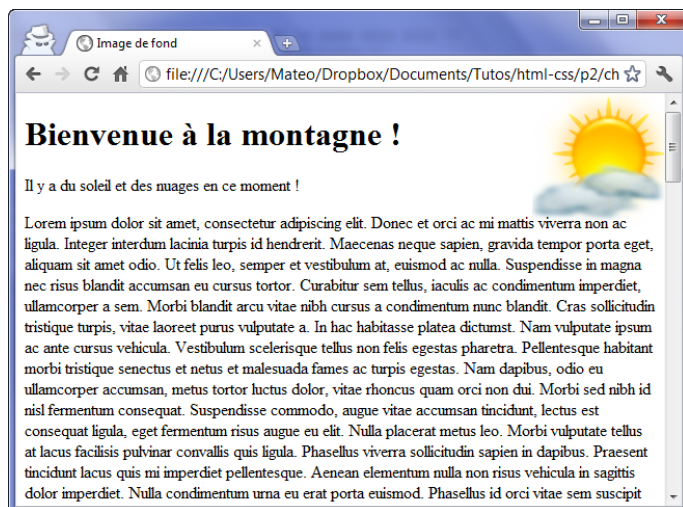 Image de fond
file:///C:/Users/Mateo/Dropbox/Documents/Tutos/html-css/p2/ch
Bienvenue à la montagne !
Il y a du soleil et des nuages en ce moment !
Lorem ipsum dolor sit amet, consectetur adipiscing elit. Donec et orci ac mi mattis viverra non ac
ligula. Integer interdum lacinia turpis id hendrerit. Maecenas neque sapien, gravida tempor porta eget,
aliquam sit amet odio. Ut felis leo, semper et vestibulum at, euismod ac nulla. Suspendisse in magna
nec risus blandit accumsan eu cursus tortor. Curabitur sem tellus, iaculis ac condimentum imperdiet,
ullamcorper a sem. Morbi blandit arcu vitae nibh cursus a condimentum nunc blandit. Cras sollicitudin
tristique turpis, vitae laoreet purus vulputate a. In hac habitasse platea dictumst. Nam vulputate ipsum
ac ante cursus vehicula. Vestibulum scelerisque tellus non felis egestas pharetra. Pellentesque habitant
morbi tristique senectus et netus et malesuada fames ac turpis egestas. Nam dapibus, odio eu
ullamcorper accumsan, metus tortor luctus dolor, vitae rhoncus quam orci non dui. Morbi sed nibh id
nisl fermentum consequat. Suspendisse commodo, augue vitae accumsan tincidunt, lectus est
consequat ligula, eget fermentum risus augue eu elit. Nulla placerat metus leo. Morbi vulputate tellus
at lacus facilisis pulvinar convallis quis ligula. Phasellus viverra sollicitudin sapien in dapibus. Praesent
tincidunt lacus quis mi imperdiet pellentesque. Aenean elementum nulla non risus vehicula in sagittis
dolor imperdiet. Nulla condimentum urna eu erat porta euismod. Phasellus id orci vitae sem suscipit